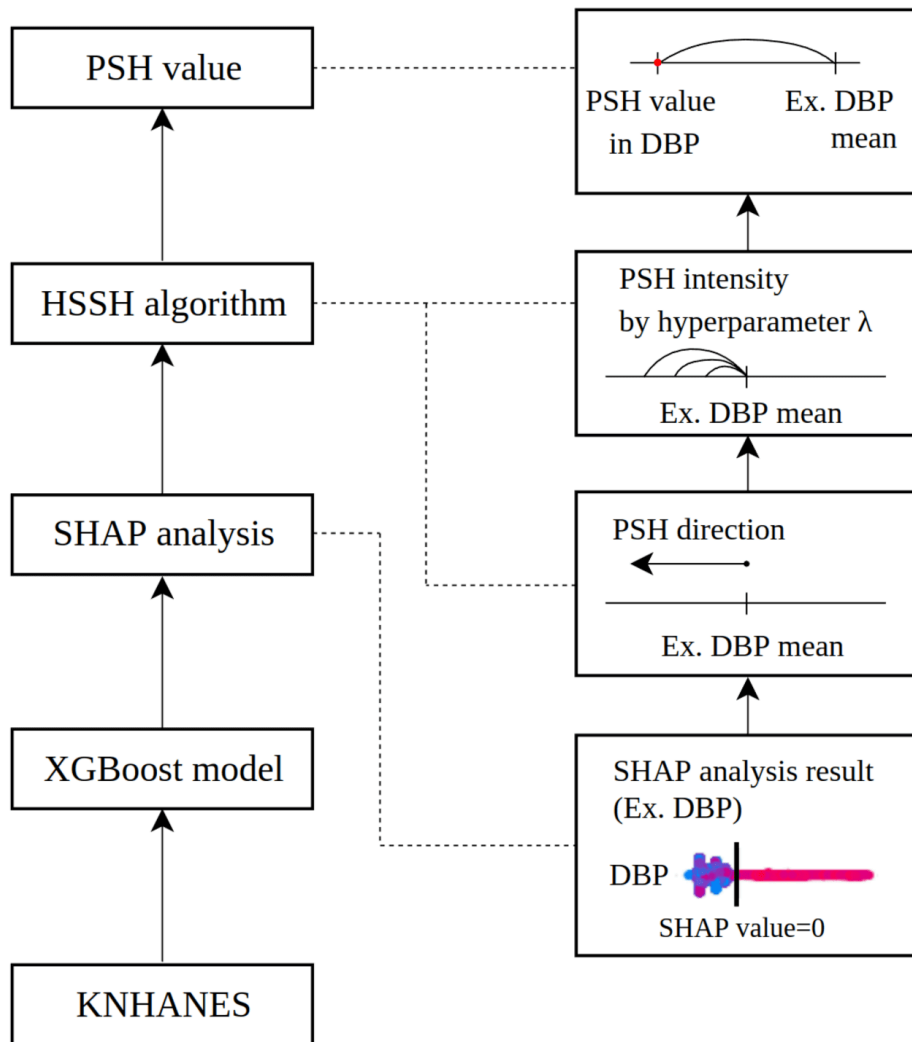 PSH value
HSSH algorithm
SHAP analysis
XGBoost model
KNHANES
PSH value
in DBP
Ex. DBP
mean
PSH intensity
by hyperparameter λ
Ex. DBP mean
PSH direction
Ex. DBP mean
SHAP analysis result
(Ex. DBP)
DBP
SHAP value=0